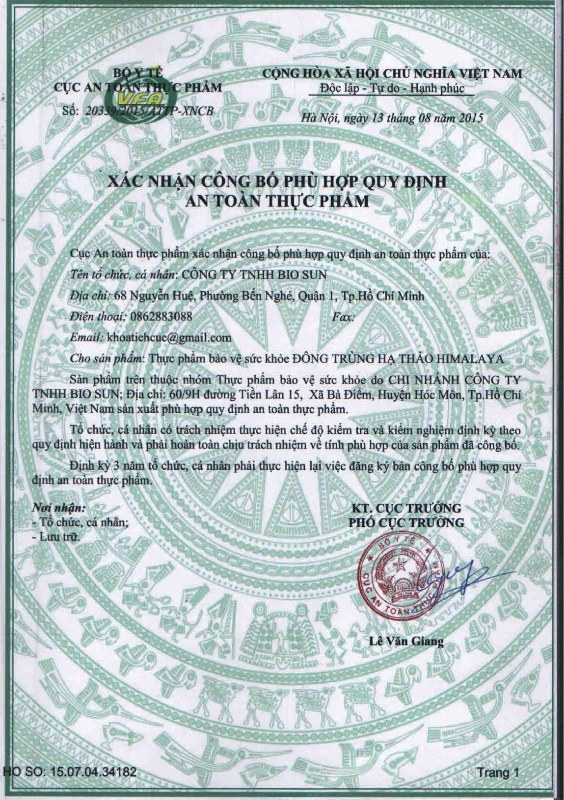 BỘ Y TẾ
CỤC AN TOÀN THỰC PHẨM
VFA
Số: /2015/ATTP-XNCB
CỘNG HÒA XÃ HỘI CHỦ NGHĨA VIỆT NAM
Độc lập - Tự do - Hạnh phúc
Hà Nội, ngày 13 tháng 08 năm 2015
XÁC NHẬN CÔNG BỐ PHÙ HỢP QUY ĐỊNH
AN TOÀN THỰC PHẨM
Cục An toàn thực phẩm xác nhận công bố phù hợp quy định an toàn thực phẩm của:
Tên tổ chức, cá nhân: CÔNG TY TNHH BIO SUN
Địa chỉ: 68 Nguyễn Huệ, Phường Bến Nghé, Quận 1, Tp.Hồ Chí Minh
Điện thoại: 0862883088 Fax:
Email: khoatichcuc@gmail.com
Cho sản phẩm: Thực phẩm bảo vệ sức khỏe ĐÔNG TRÙNG HẠ THẢO HIMALAYA
Sản phẩm trên thuộc nhóm Thực phẩm bảo vệ sức khỏe do CHI NHÁNH CÔNG TY
TNHH BIO SUN; Địa chỉ: 60/9H đường Tiền Lân 15, Xã Bà Điểm, Huyện Hóc Môn, Tp.Hồ Chí
Minh, Việt Nam sản xuất phù hợp quy định an toàn thực phẩm.
Tổ chức, cá nhân có trách nhiệm thực hiện chế độ kiểm tra và kiểm nghiệm định kỳ theo
quy định hiện hành và phải hoàn toàn chịu trách nhiệm về tính phù hợp của sản phẩm đã công bố.
Định kỳ 3 năm tổ chức, cá nhân phải thực hiện lại việc đăng ký bản công bố phù hợp quy
định an toàn thực phẩm.
Nơi nhận:
- Tổ chức, cá nhân;
- Lưu trữ.
KT. CỤC TRƯỞNG
PHÓ CỤC TRƯỞNG
BỘ Y TẾ
CỤC AN TOÀN THỰC
Lê Văn Giang
HO SO: 15.07.04.34182
Trang 1